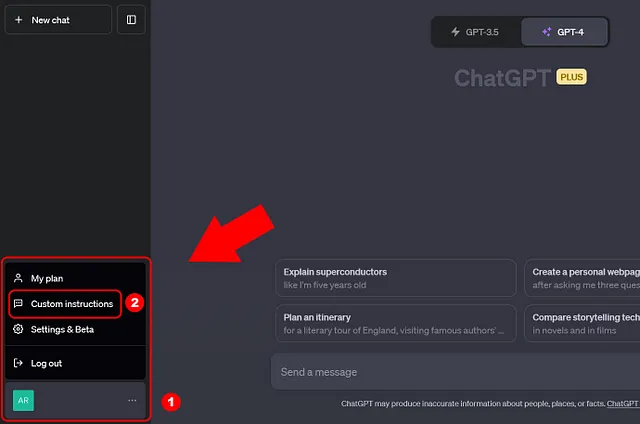 New chat
GPT-3.5
GPT-4
ChatGPT PLUS
My plan
Custom instructions
2
Settings & Beta
Log out
AR
1
Explain superconductors
like I'm five years old
Create a personal webpag
after asking me three ques
Plan an itinerary
for a literary tour of England, visiting famous authors' ...
Compare storytelling tech
in novels and in films
Send a message
ChatGPT may produce inaccurate information about people, places, or facts. ChatGPT